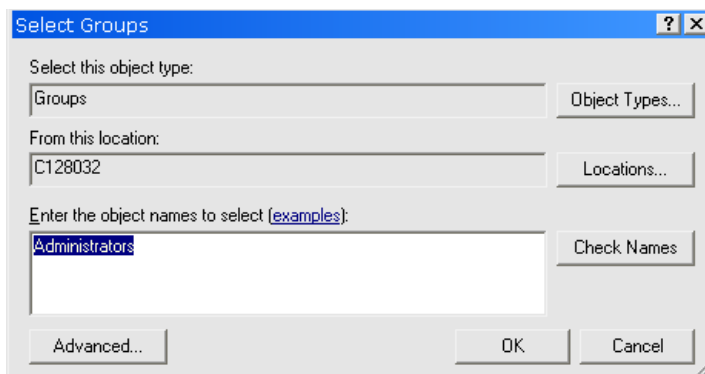 Select Groups
Select this object type:
Groups
Object Types...
From this location:
C128032
Locations...
Enter the object names to select (examples):
Administrators
Check Names
Advanced...
OK
Cancel